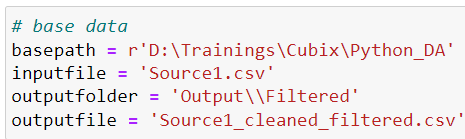 # base data
basepath = r'D:\Trainings\Cubix\Python_DA'
inputfile = 'Source1.csv'
outputfolder = 'Output\\Filtered'
outputfile = 'Source1_cleaned_filtered.csv'